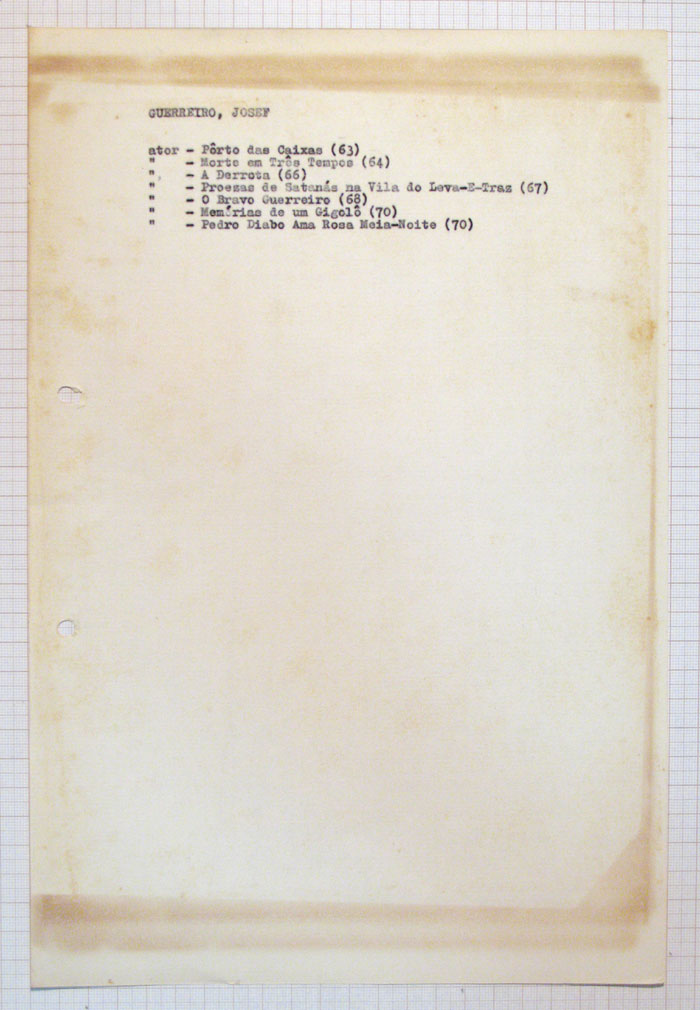 GUERREIRO, JOSEF
ator - Pôrto das Caixas (63)
" - Morte em Três Tempos (64)
" - A Derrota (66)
" - Proezas de Satanás na Vila do Leva-E-Traz (67)
" - O Bravo Guerreiro (68)
" - Memórias de um Gigolô (70)
" - Pedro Diabo Ama Rosa Meia-Noite (70)